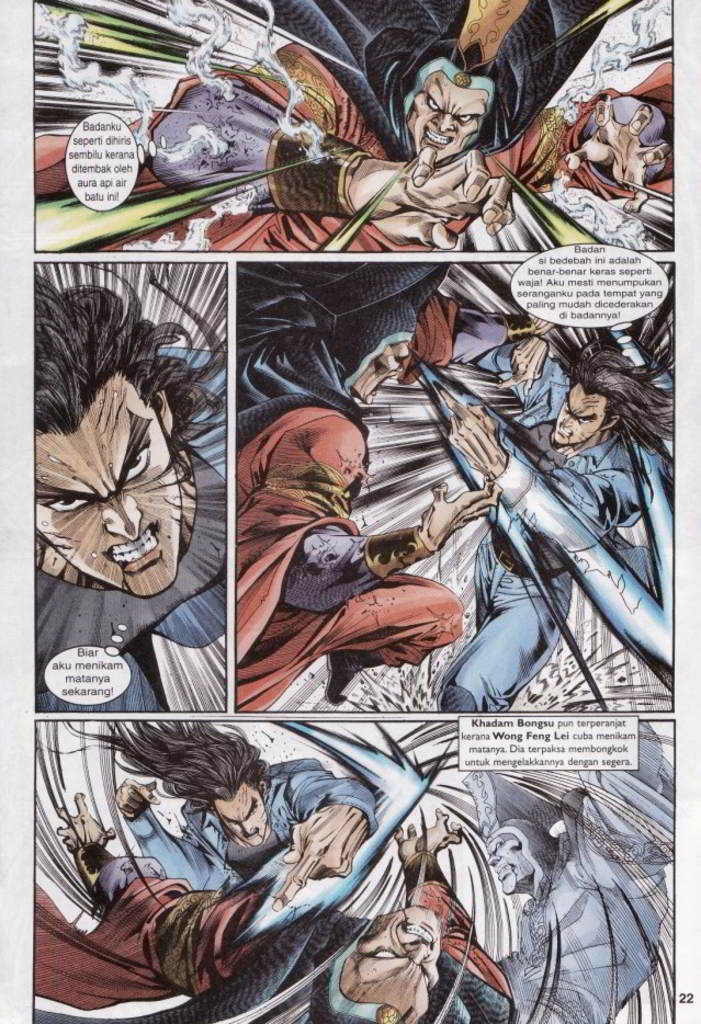 Badanku
seperti dihiris
sembilu kerana
ditembak oleh
aura api air
batu ini!
Badan
si bedebah ini adalah
benar-benar keras seperti
waja! Aku mesti menumpukan
seranganku pada tempat yang
paling mudah dicederakan
di badannya!
Biar
aku menikam
matanya
sekarang!
Khadam Bongsu pun terperanjat
kerana Wong Feng Lei cuba menikam
matanya. Dia terpaksa membongkok
untuk mengelakkannya dengan segera.
22